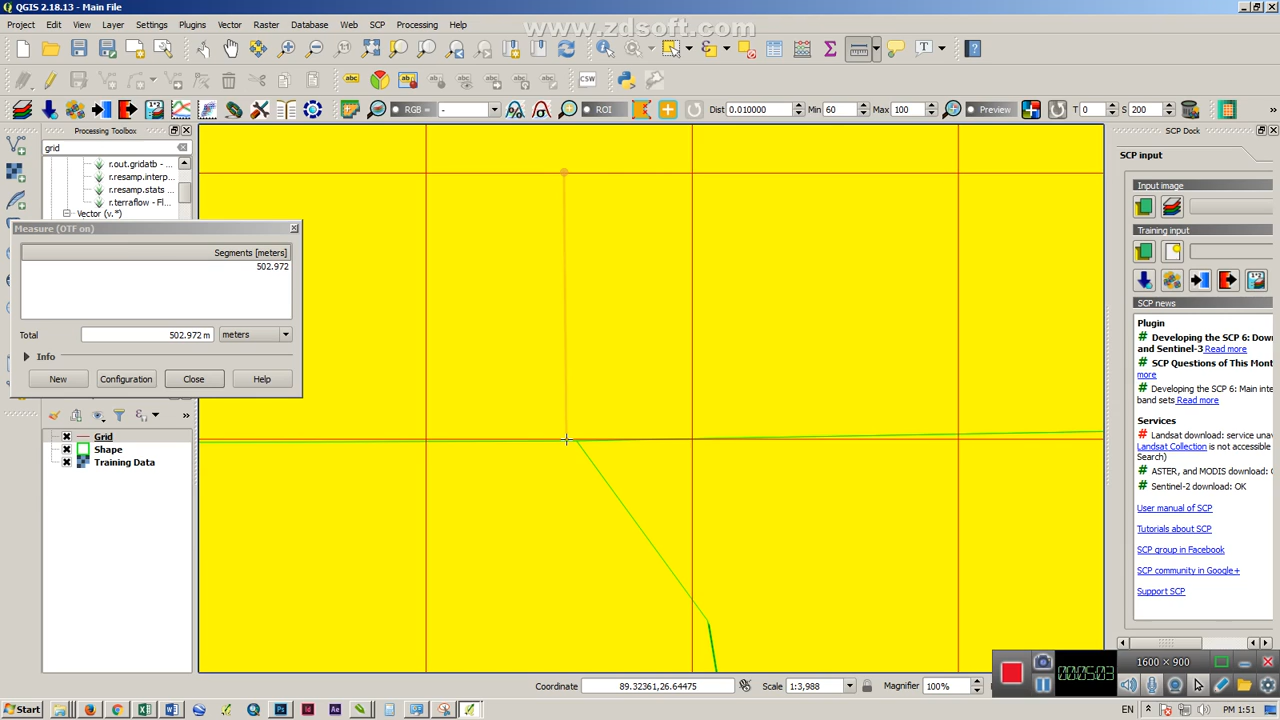 QGIS 2.18.13 - Main File
www.zdsoft.com
Project Edit View Layer Settings Plugins Vector Raster Database Web SCP Processing Help
abc abc CSW
RGB = - ROI Dist 0.010000 Min 60 Max 100 Preview T 0 S 200
Processing Toolbox
grid
r.out.gridatb - ...
r.resamp.interp...
r.resamp.stats ...
r.terraflow - Fl...
Vector (v.*)
Measure (OTF on)
Segments [meters]
502.972
Total 502.972 m meters
Info
New Configuration Close Help
Grid
Shape
Training Data
SCP Dock
SCP input
Input image
Training input
SCP news
Plugin
# Developing the SCP 6: Dow
and Sentinel-3 Read more
# SCP Questions of This Mont
more
# Developing the SCP 6: Main inte
band sets Read more
Services
# Landsat download: service unav
Landsat Collection is not accessible
Search)
# ASTER, and MODIS download: C
# Sentinel-2 download: OK
User manual of SCP
Tutorials about SCP
SCP group in Facebook
SCP community in Google+
Support SCP
1600 × 900
00:05:03
Coordinate 89.32361,26.64475 Scale 1:3,988 Magnifier 100%
Start EN PM 1:51